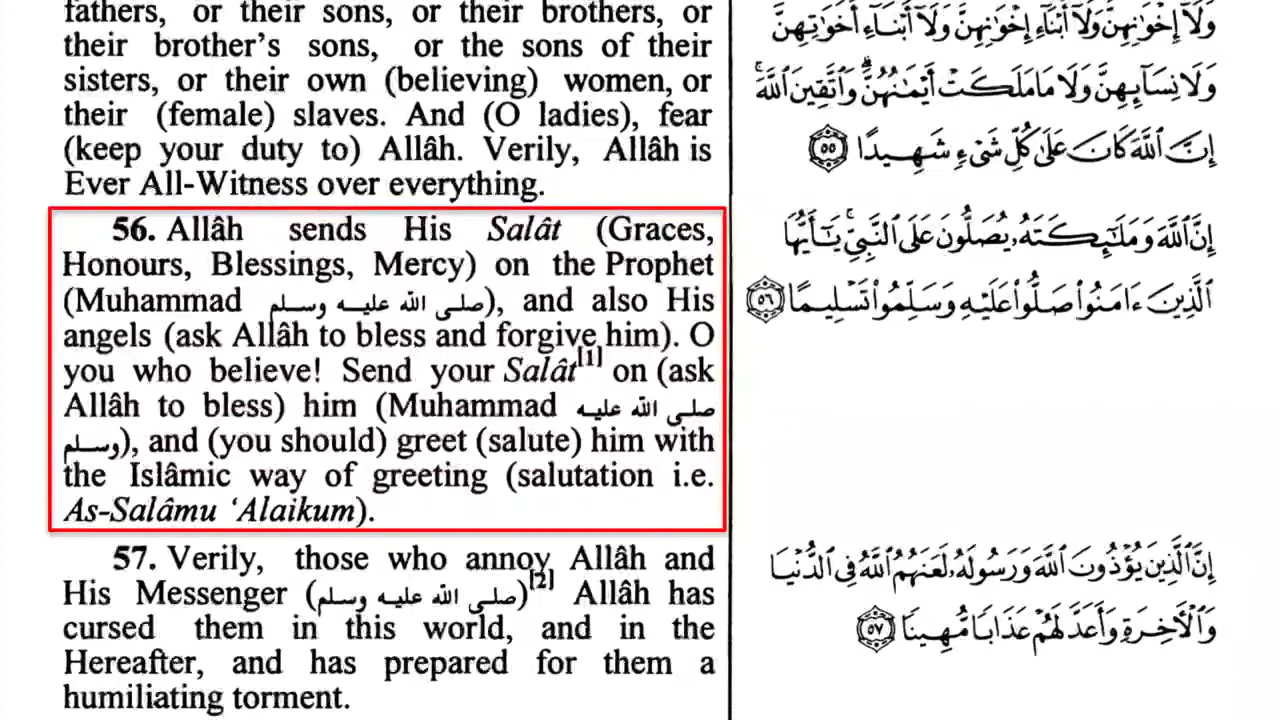 fathers, or their sons, or their brothers, or
their brother's sons, or the sons of their
sisters, or their own (believing) women, or
their (female) slaves. And (O ladies), fear
(keep your duty to) Allâh. Verily, Allâh is
Ever All-Witness over everything.
56. Allâh sends His Salât (Graces,
Honours, Blessings, Mercy) on the Prophet
(Muhammad صلى الله عليه وسلم), and also His
angels (ask Allâh to bless and forgive him). O
you who believe! Send your Salât[1] on (ask
Allâh to bless) him (Muhammad صلى الله عليه
وسلم), and (you should) greet (salute) him with
the Islâmic way of greeting (salutation i.e.
As-Salâmu ‘Alaikum).
57. Verily, those who annoy Allâh and
His Messenger (صلى الله عليه وسلم)[2] Allâh has
cursed them in this world, and in the
Hereafter, and has prepared for them a
humiliating torment.
وَلَآ إِخْوَٰنِهِنَّ وَلَآ أَبْنَآءِ إِخْوَٰنِهِنَّ وَلَآ أَبْنَآءِ أَخَوَٰتِهِنَّ
وَلَا نِسَآئِهِنَّ وَلَا مَا مَلَكَتْ أَيْمَٰنُهُنَّۗ وَٱتَّقِينَ ٱللَّهَۚ
إِنَّ ٱللَّهَ كَانَ عَلَىٰ كُلِّ شَىْءٍ شَهِيدًا ٥٥
إِنَّ ٱللَّهَ وَمَلَٰٓئِكَتَهُۥ يُصَلُّونَ عَلَى ٱلنَّبِىِّۚ يَٰٓأَيُّهَا
ٱلَّذِينَ ءَامَنُوا۟ صَلُّوا۟ عَلَيْهِ وَسَلِّمُوا۟ تَسْلِيمًا ٥٦
إِنَّ ٱلَّذِينَ يُؤْذُونَ ٱللَّهَ وَرَسُولَهُۥ لَعَنَهُمُ ٱللَّهُ فِى ٱلدُّنْيَا
وَٱلْـَٔاخِرَةِ وَأَعَدَّ لَهُمْ عَذَابًا مُّهِينًا ٥٧